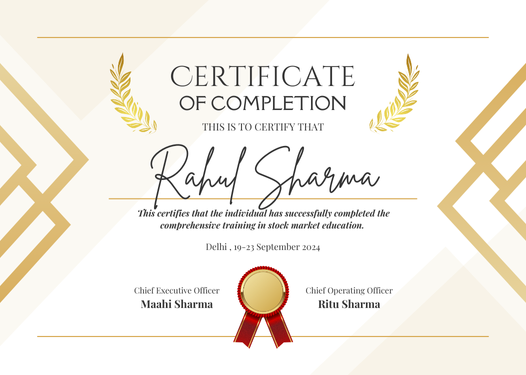 CERTIFICATE
OF COMPLETION
THIS IS TO CERTIFY THAT
Rahul Sharma
This certifies that the individual has successfully completed the
comprehensive training in stock market education.
Delhi , 19-23 September 2024
Chief Executive Officer
Maahi Sharma
Chief Operating Officer
Ritu Sharma